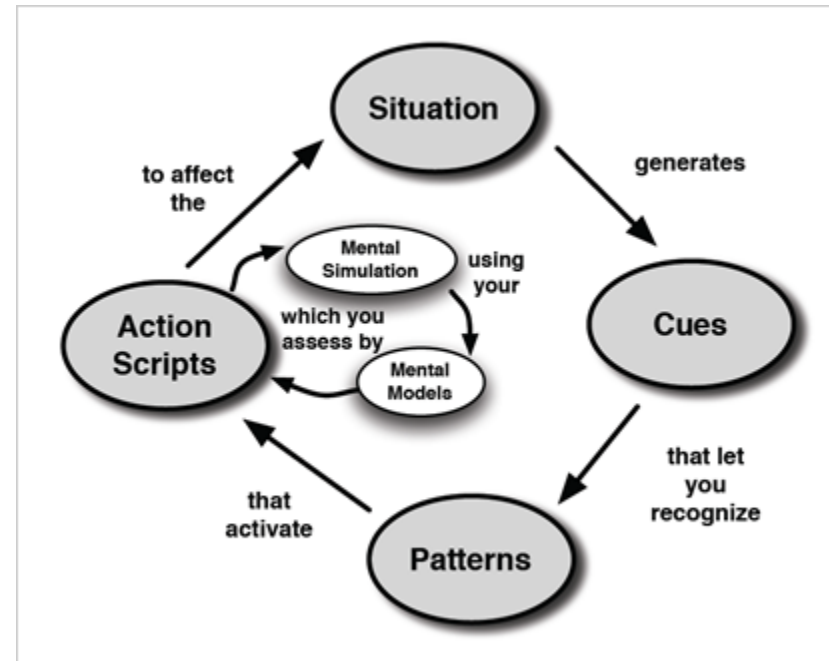 Situation
generates
Cues
that let
you
recognize
Patterns
that
activate
Action
Scripts
to affect
the
which you
assess by
Mental
Simulation
using
your
Mental
Models